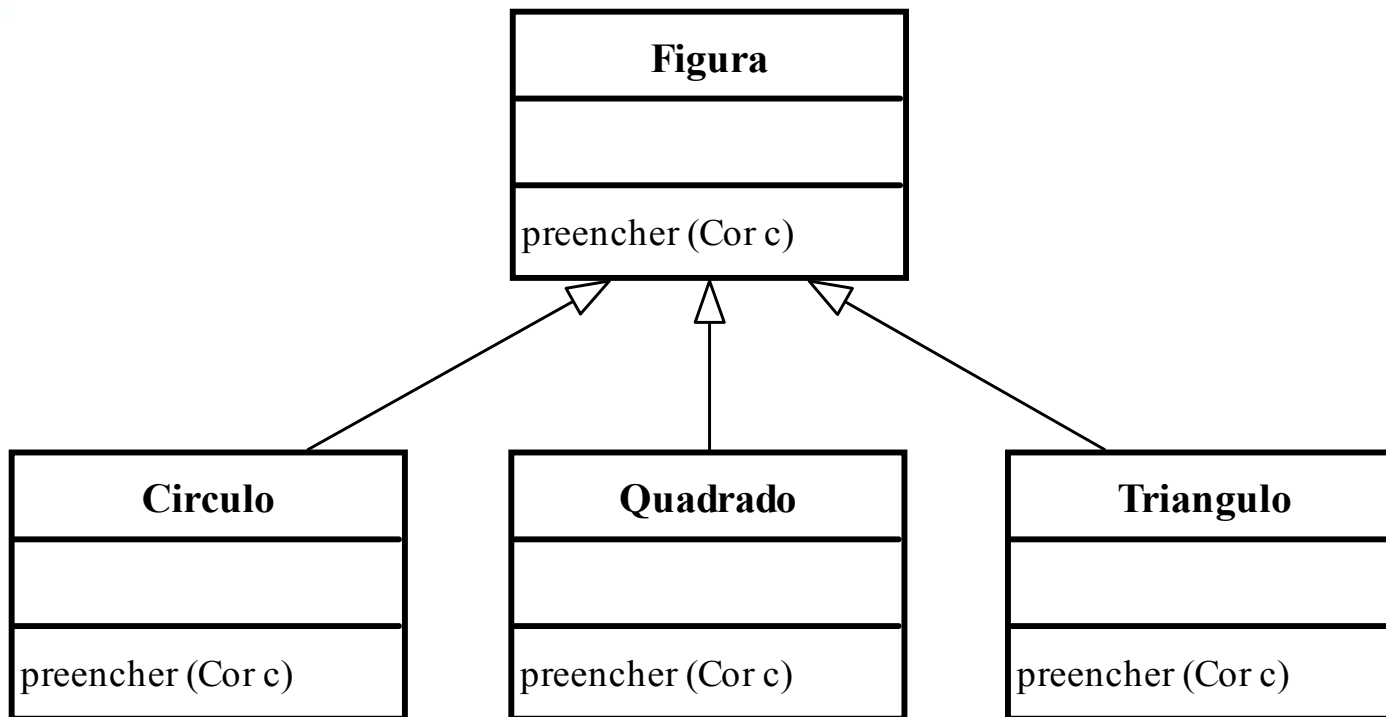 Figura
preencher (Cor c)
Circulo
preencher (Cor c)
Quadrado
preencher (Cor c)
Triangulo
preencher (Cor c)